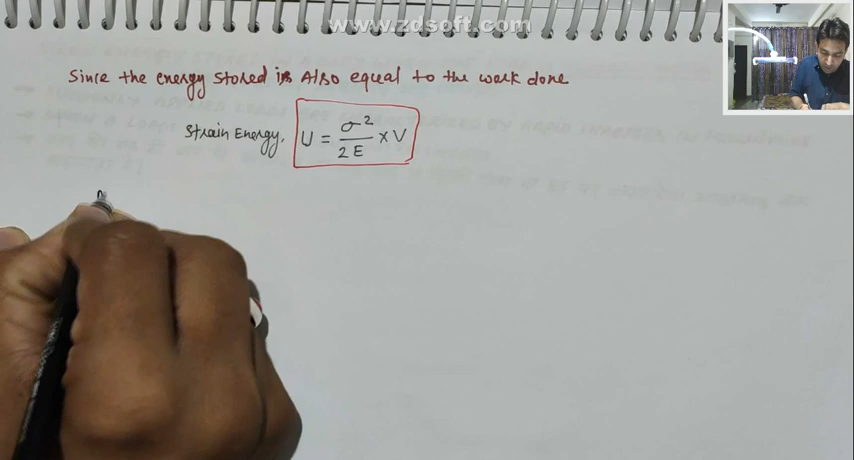 www.zdsoft.com
Since the energy stored is Also equal to the work done
Strain Energy, U = σ²/2E × V